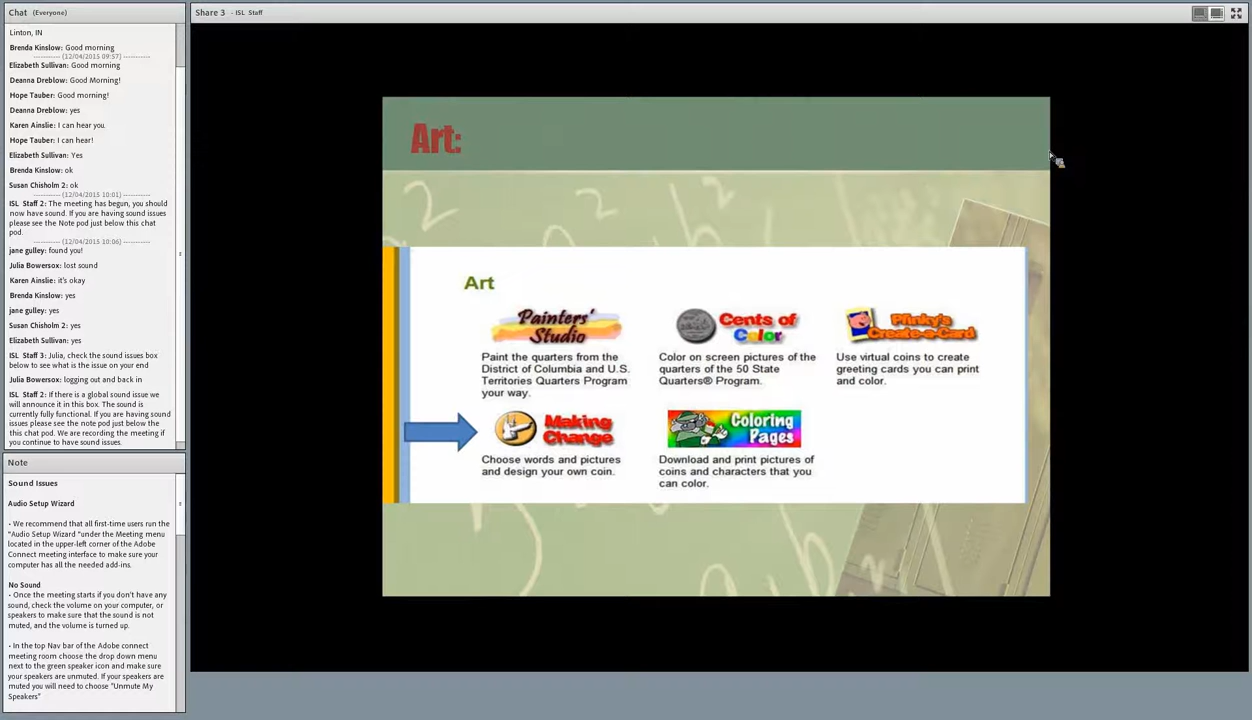 Chat (Everyone)
Linton, IN
Brenda Kinslow: Good morning
----------- (12/04/2015 09:57) -----------
Elizabeth Sullivan: Good morning
Deanna Dreblow: Good Morning!
Hope Tauber: Good morning!
Deanna Dreblow: yes
Karen Ainslie: I can hear you.
Hope Tauber: I can hear!
Elizabeth Sullivan: Yes
Brenda Kinslow: ok
Susan Chisholm 2: ok
----------- (12/04/2015 10:01) -----------
ISL Staff 2: The meeting has begun, you should
now have sound. If you are having sound issues
please see the Note pod just below this chat
pod.
----------- (12/04/2015 10:06) -----------
jane gulley: found you!
Julia Bowersox: lost sound
Karen Ainslie: it's okay
Brenda Kinslow: yes
jane gulley: yes
Susan Chisholm 2: yes
Elizabeth Sullivan: yes
ISL Staff 3: Julia, check the sound issues box
below to see what is the issue on your end
Julia Bowersox: logging out and back in
ISL Staff 2: If there is a global sound issue we
will announce it in this box. The sound is
currently fully functional. If you are having sound
issues please see the note pod just below the
this chat pod. We are recording the meeting if
you continue to have sound issues.
Note
Sound Issues
Audio Setup Wizard
• We recommend that all first-time users run the
"Audio Setup Wizard "under the Meeting menu
located in the upper-left corner of the Adobe
Connect meeting interface to make sure your
computer has all the needed add-ins.
No Sound
• Once the meeting starts if you don't have any
sound, check the volume on your computer, or
speakers to make sure that the sound is not
muted, and the volume is turned up.
• In the top Nav bar of the Adobe connect
meeting room choose the drop down menu
next to the green speaker icon and make sure
your speakers are unmuted. If your speakers are
muted you will need to choose "Unmute My
Speakers"
Share 3 - ISL Staff
Art:
Art
Painters' Studio
Paint the quarters from the
District of Columbia and U.S.
Territories Quarters Program
your way.
Cents of Color
Color on screen pictures of the
quarters of the 50 State
Quarters® Program.
Plinky's Create-a-Card
Use virtual coins to create
greeting cards you can print
and color.
Making Change
Choose words and pictures
and design your own coin.
Coloring Pages
Download and print pictures of
coins and characters that you
can color.